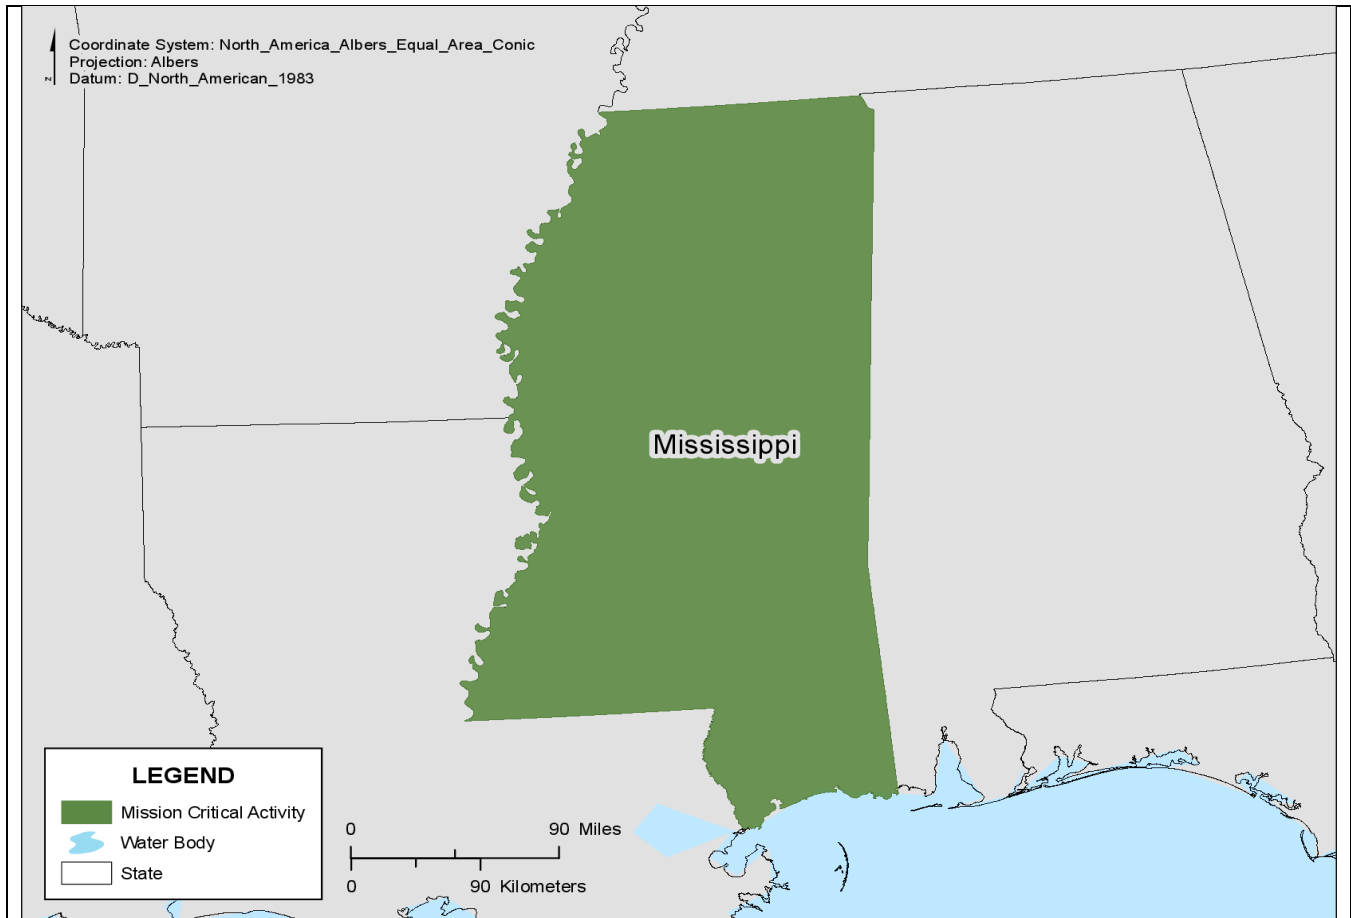 Coordinate System: North_America_Albers_Equal_Area_Conic
Projection: Albers
Datum: D_North_American_1983
N
Mississippi
LEGEND
Mission Critical Activity
Water Body
State
0 90 Miles
0 90 Kilometers